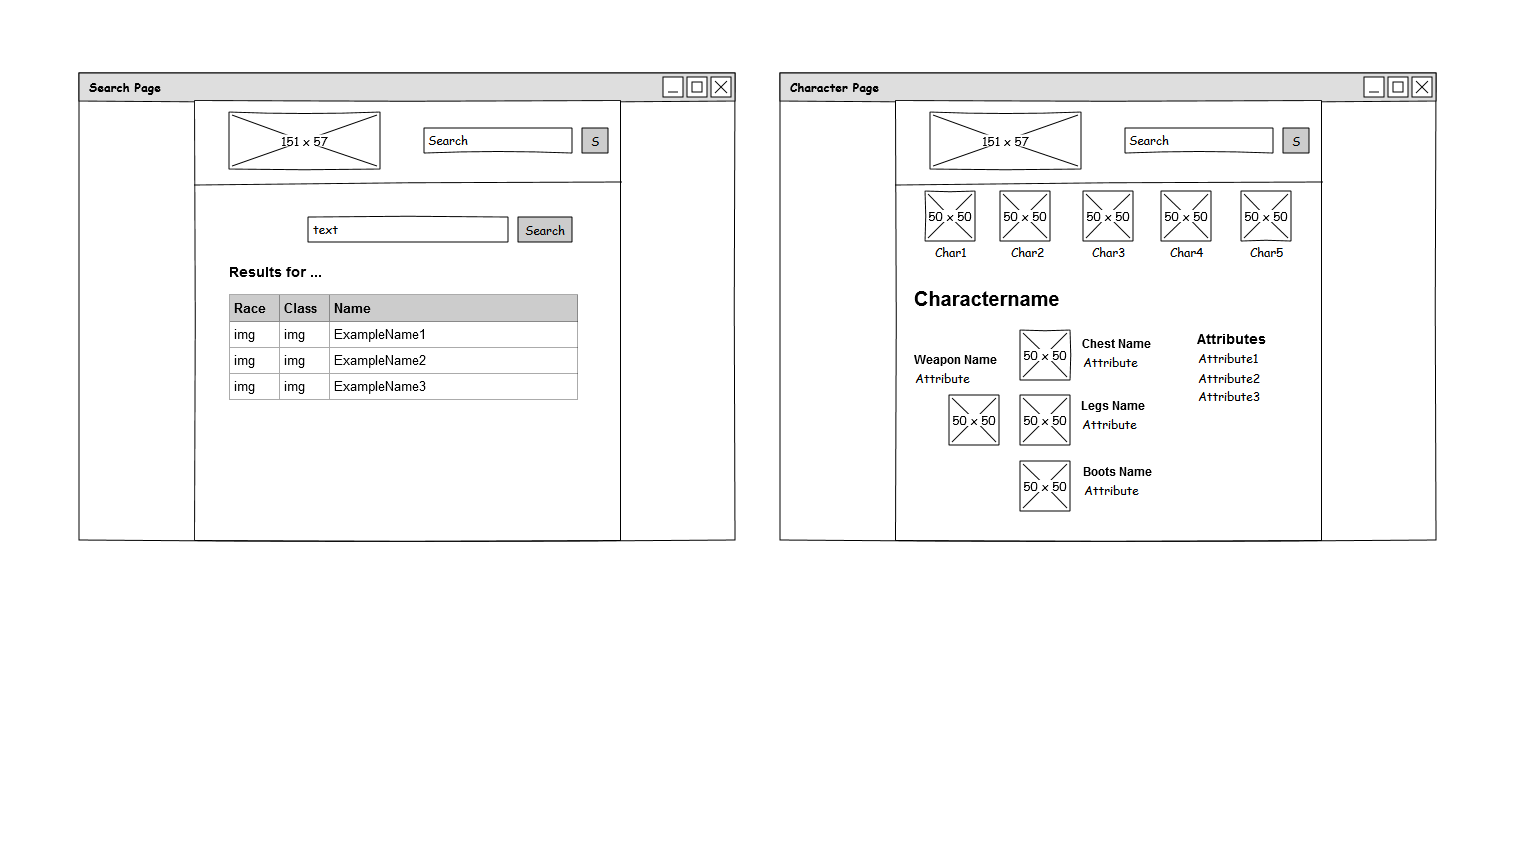 Search Page
151 x 57
Search
S
text
Search
Results for ...
Race Class Name
img img ExampleName1
img img ExampleName2
img img ExampleName3
Character Page
151 x 57
Search
S
50 x 50 50 x 50 50 x 50 50 x 50 50 x 50
Char1 Char2 Char3 Char4 Char5
Charactername
Weapon Name
Attribute
50 x 50
50 x 50
Chest Name
Attribute
50 x 50
Legs Name
Attribute
50 x 50
Boots Name
Attribute
Attributes
Attribute1
Attribute2
Attribute3